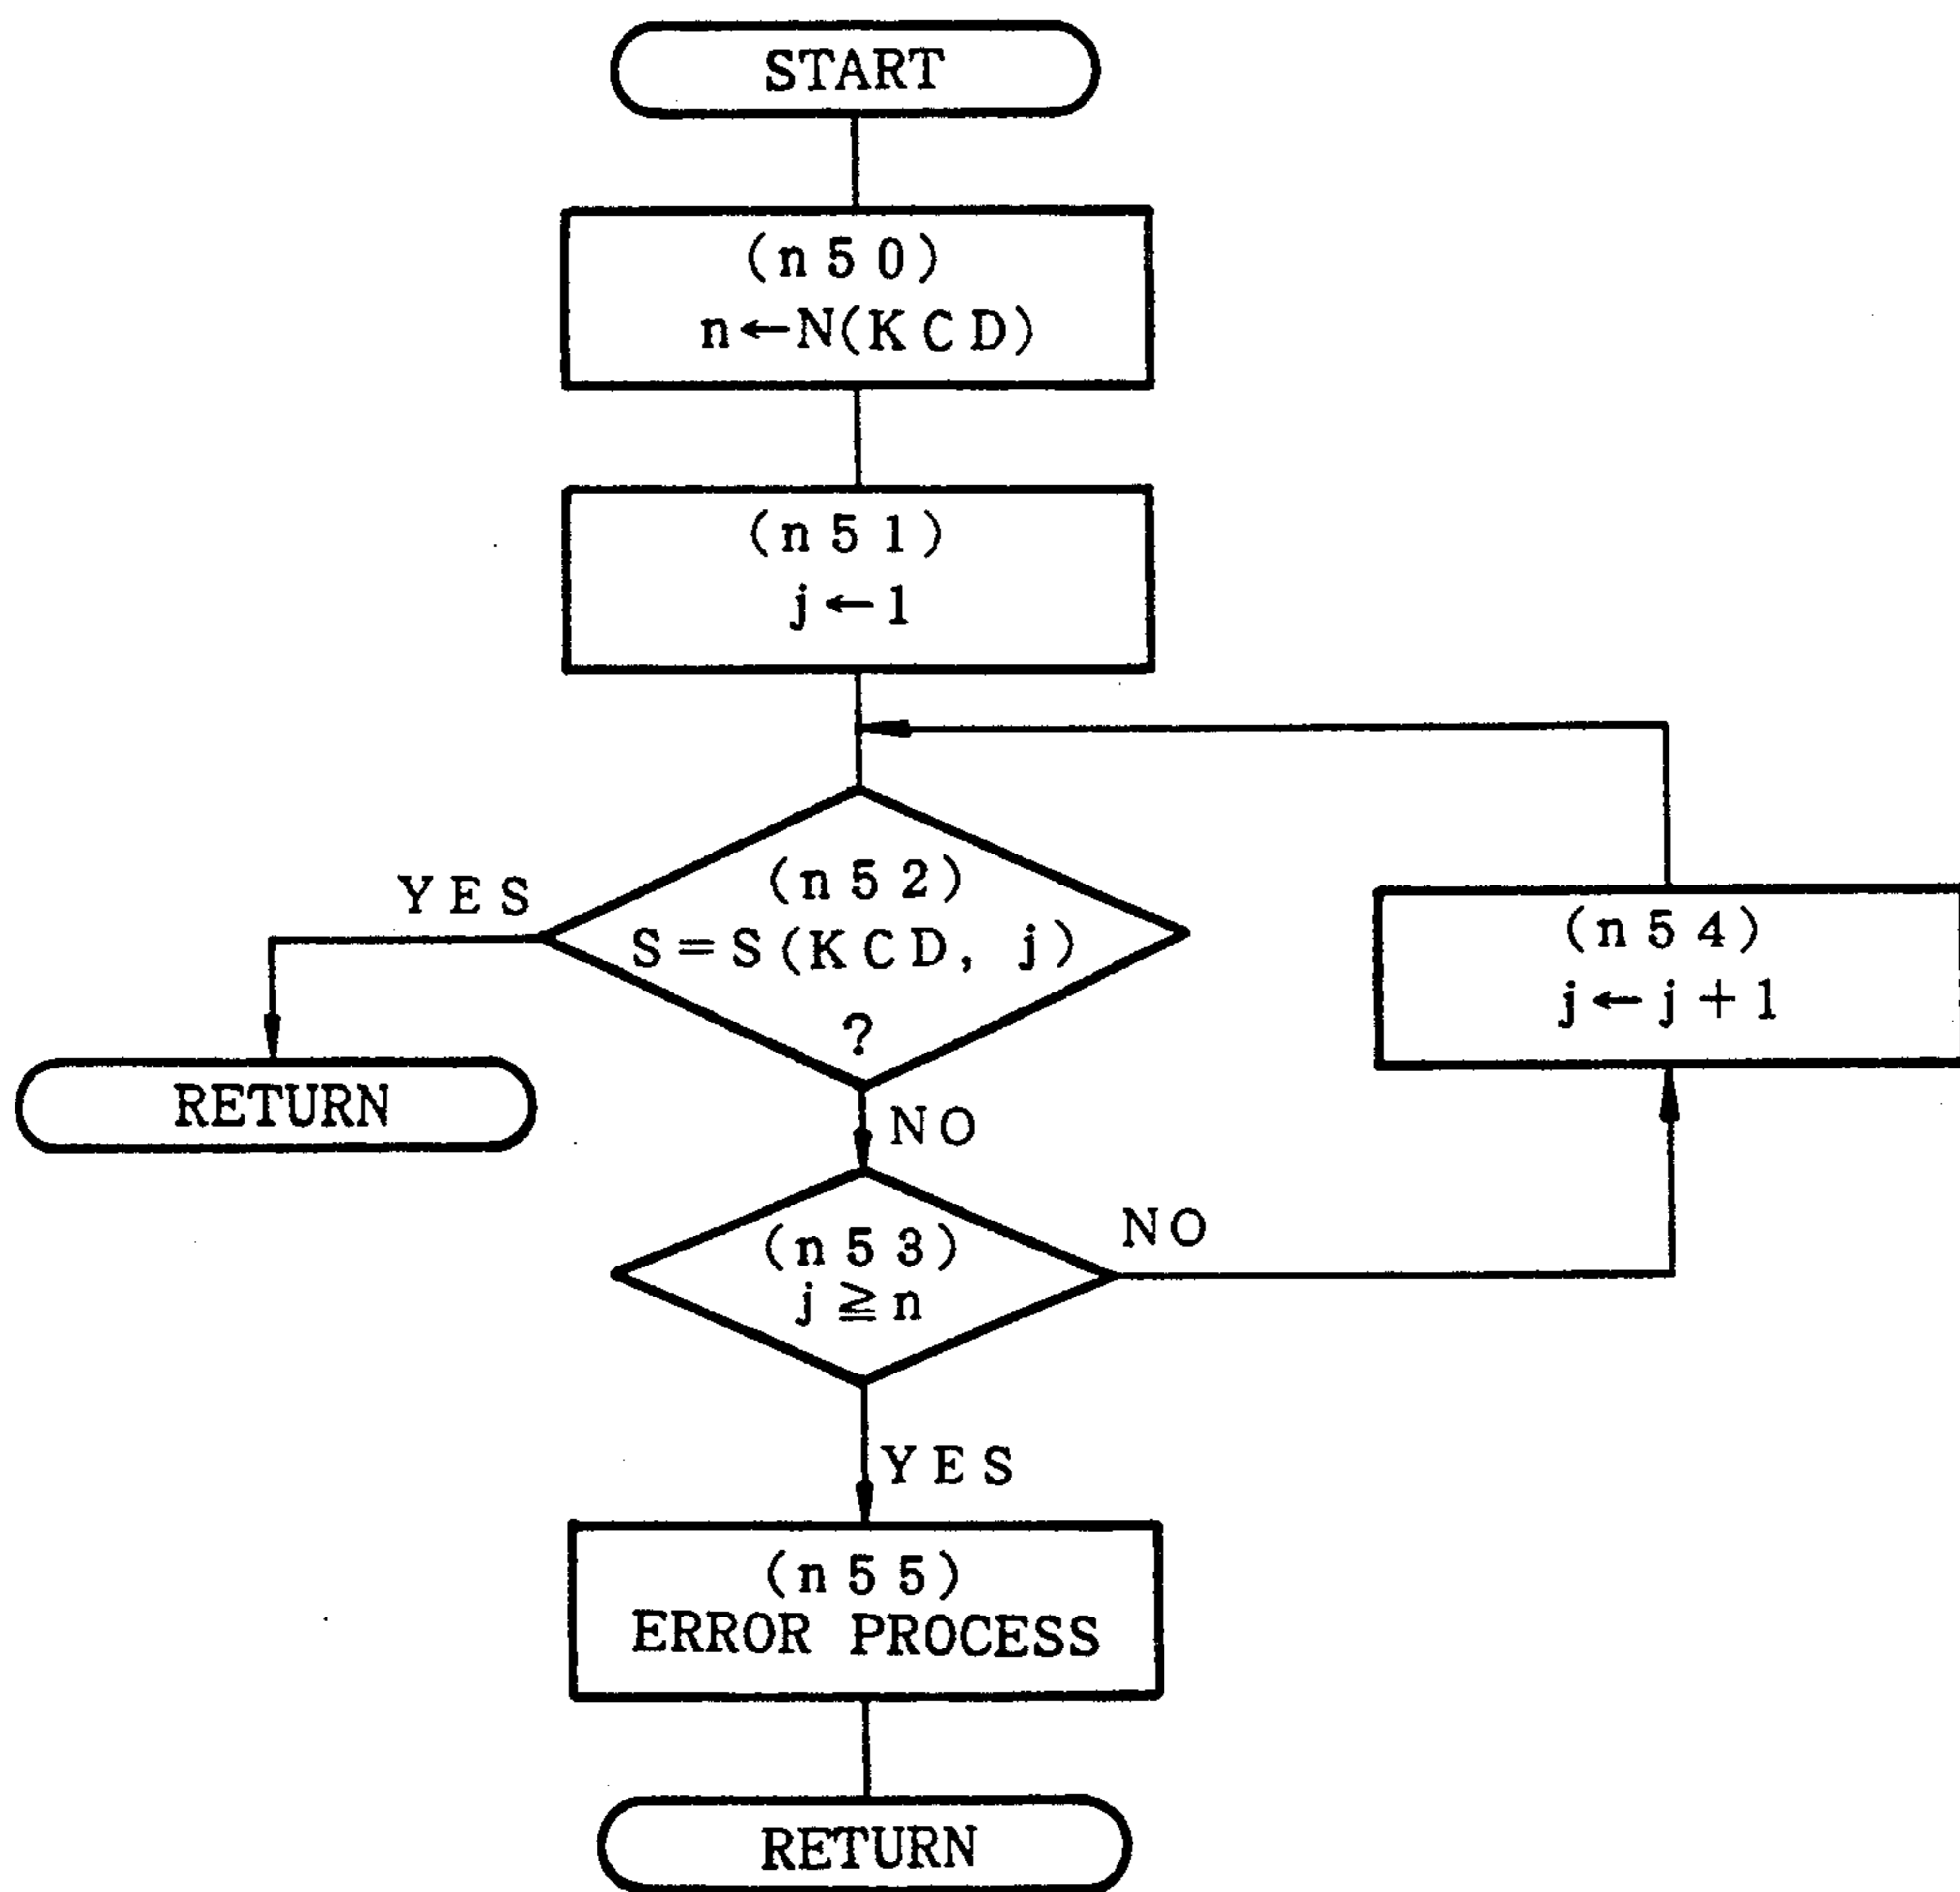 START
(n50)
n←N(KCD)
(n51)
j←1
(n52)
S=S(KCD, j)
?
YES
RETURN
NO
(n54)
j←j+1
(n53)
j≧n
NO
YES
(n55)
ERROR PROCESS
RETURN